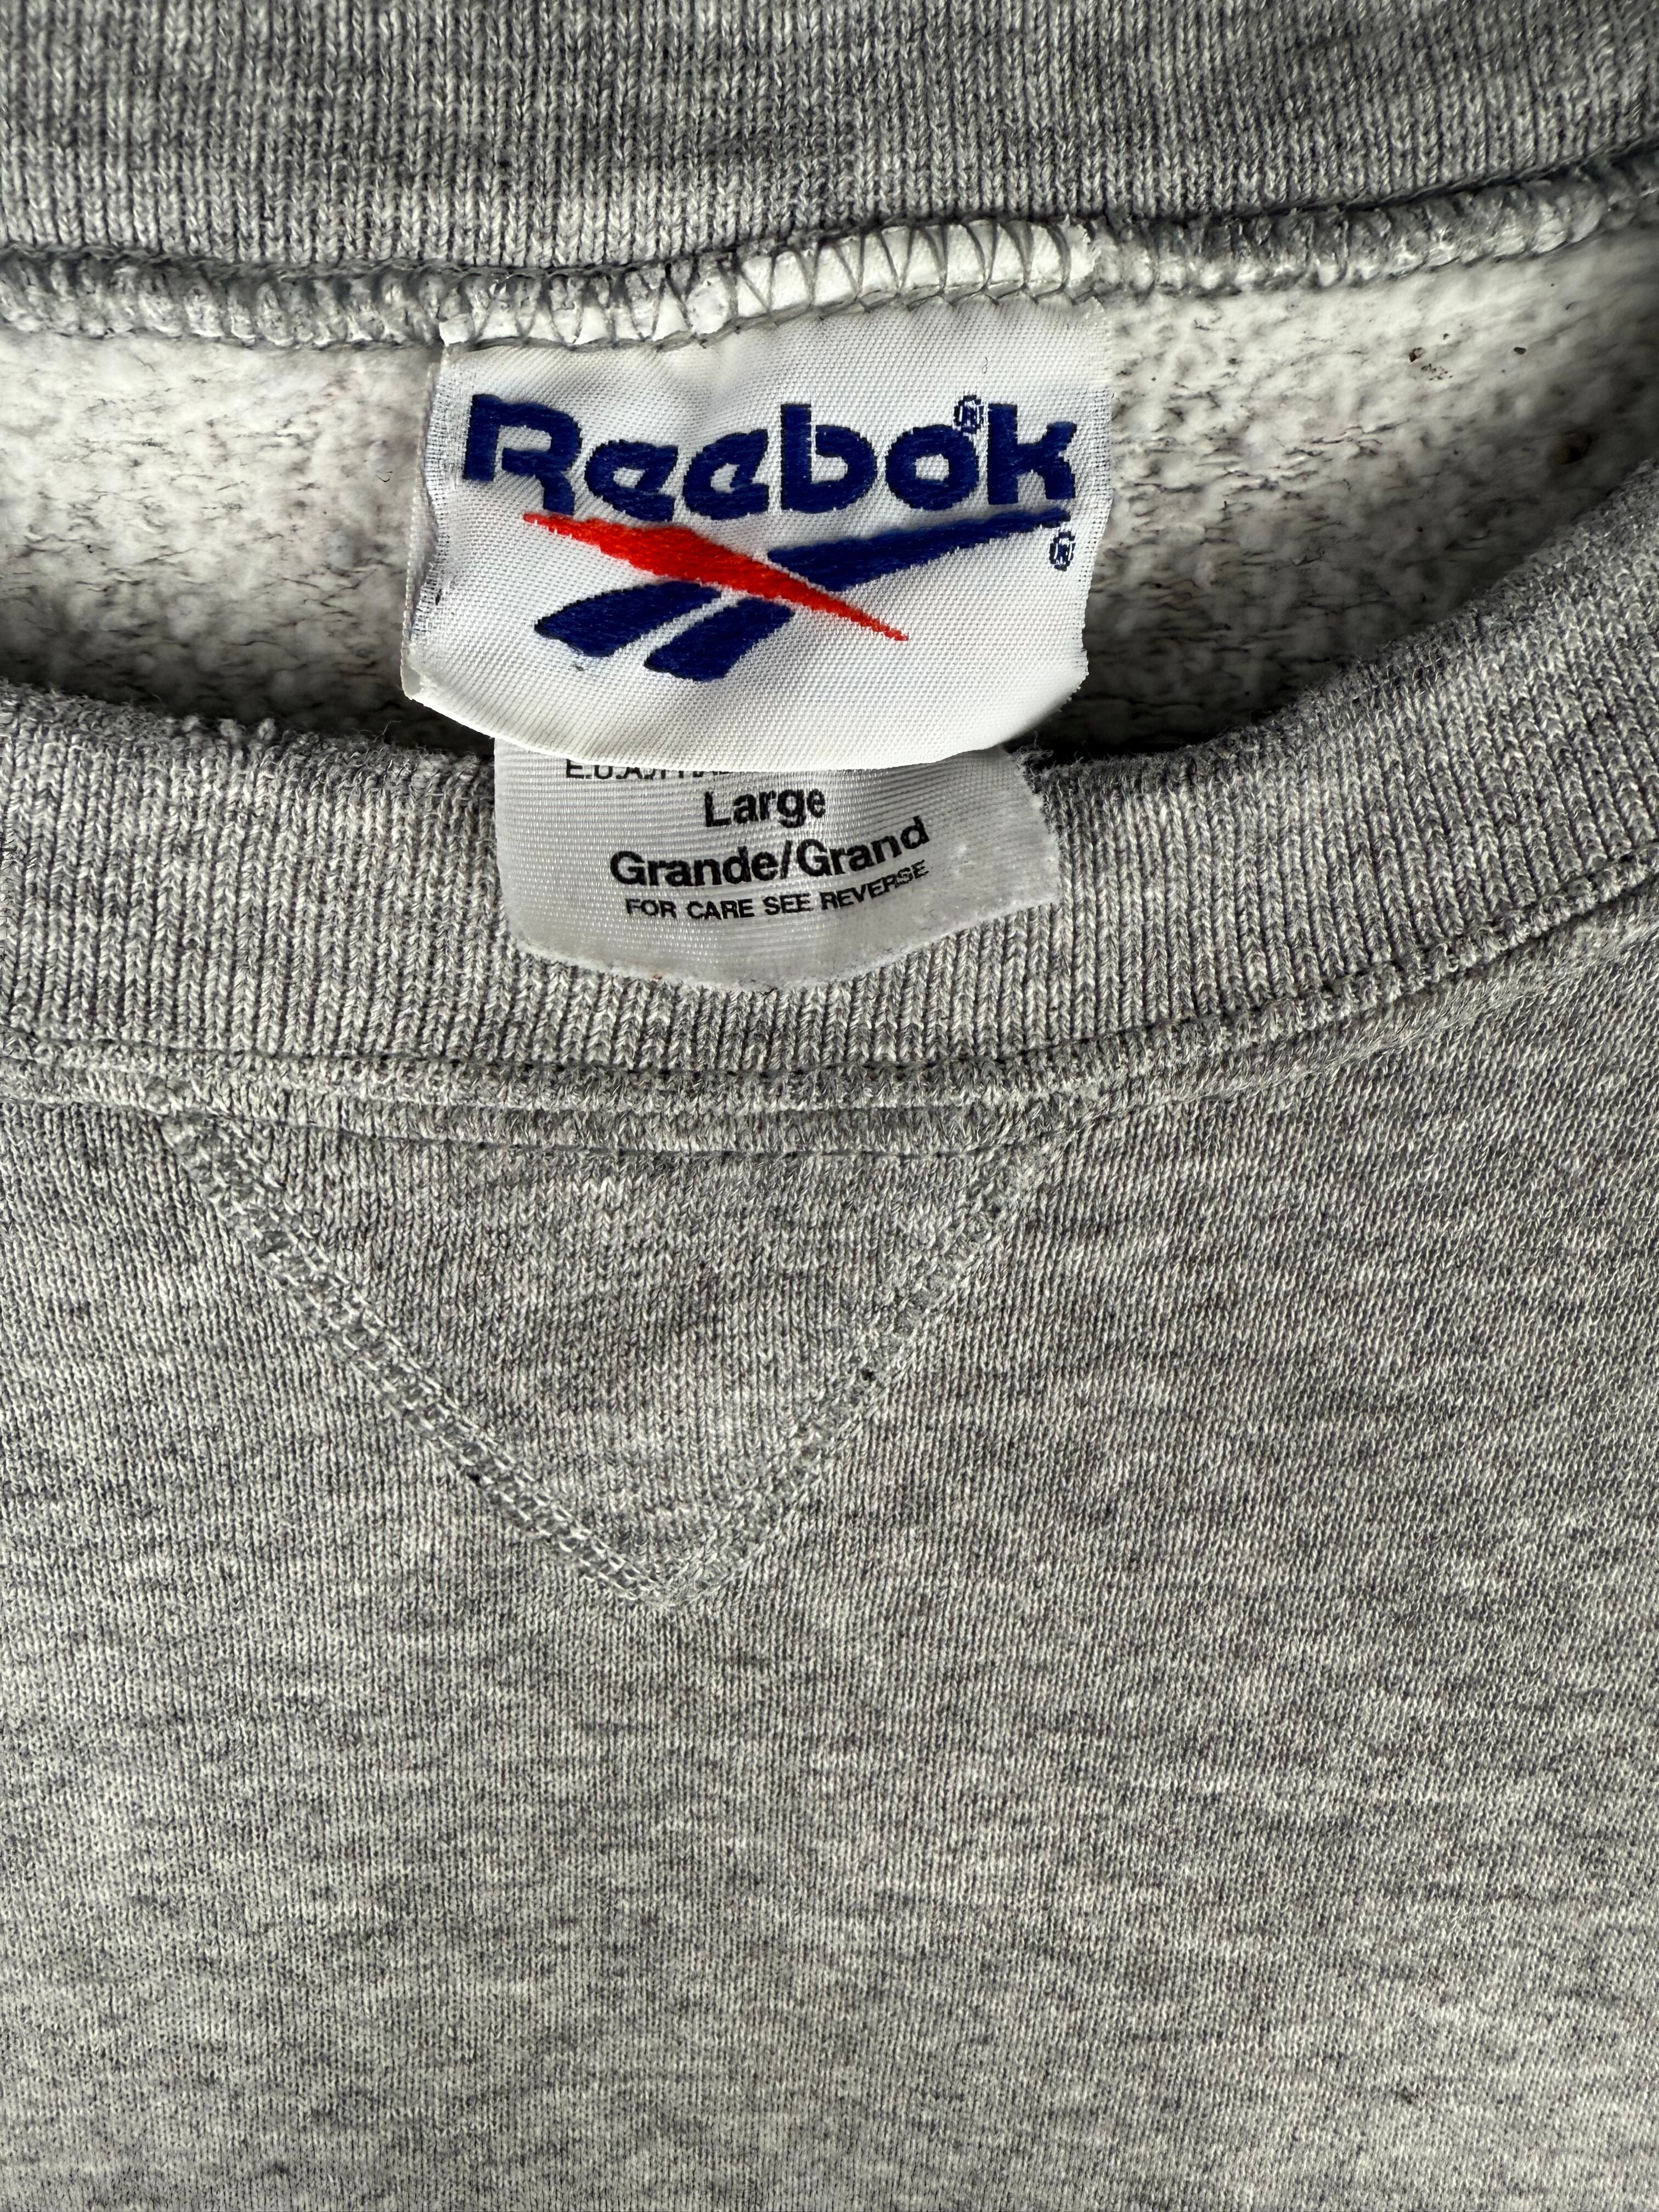 Reebok®
®
Large
Grande/Grand
FOR CARE SEE REVERSE